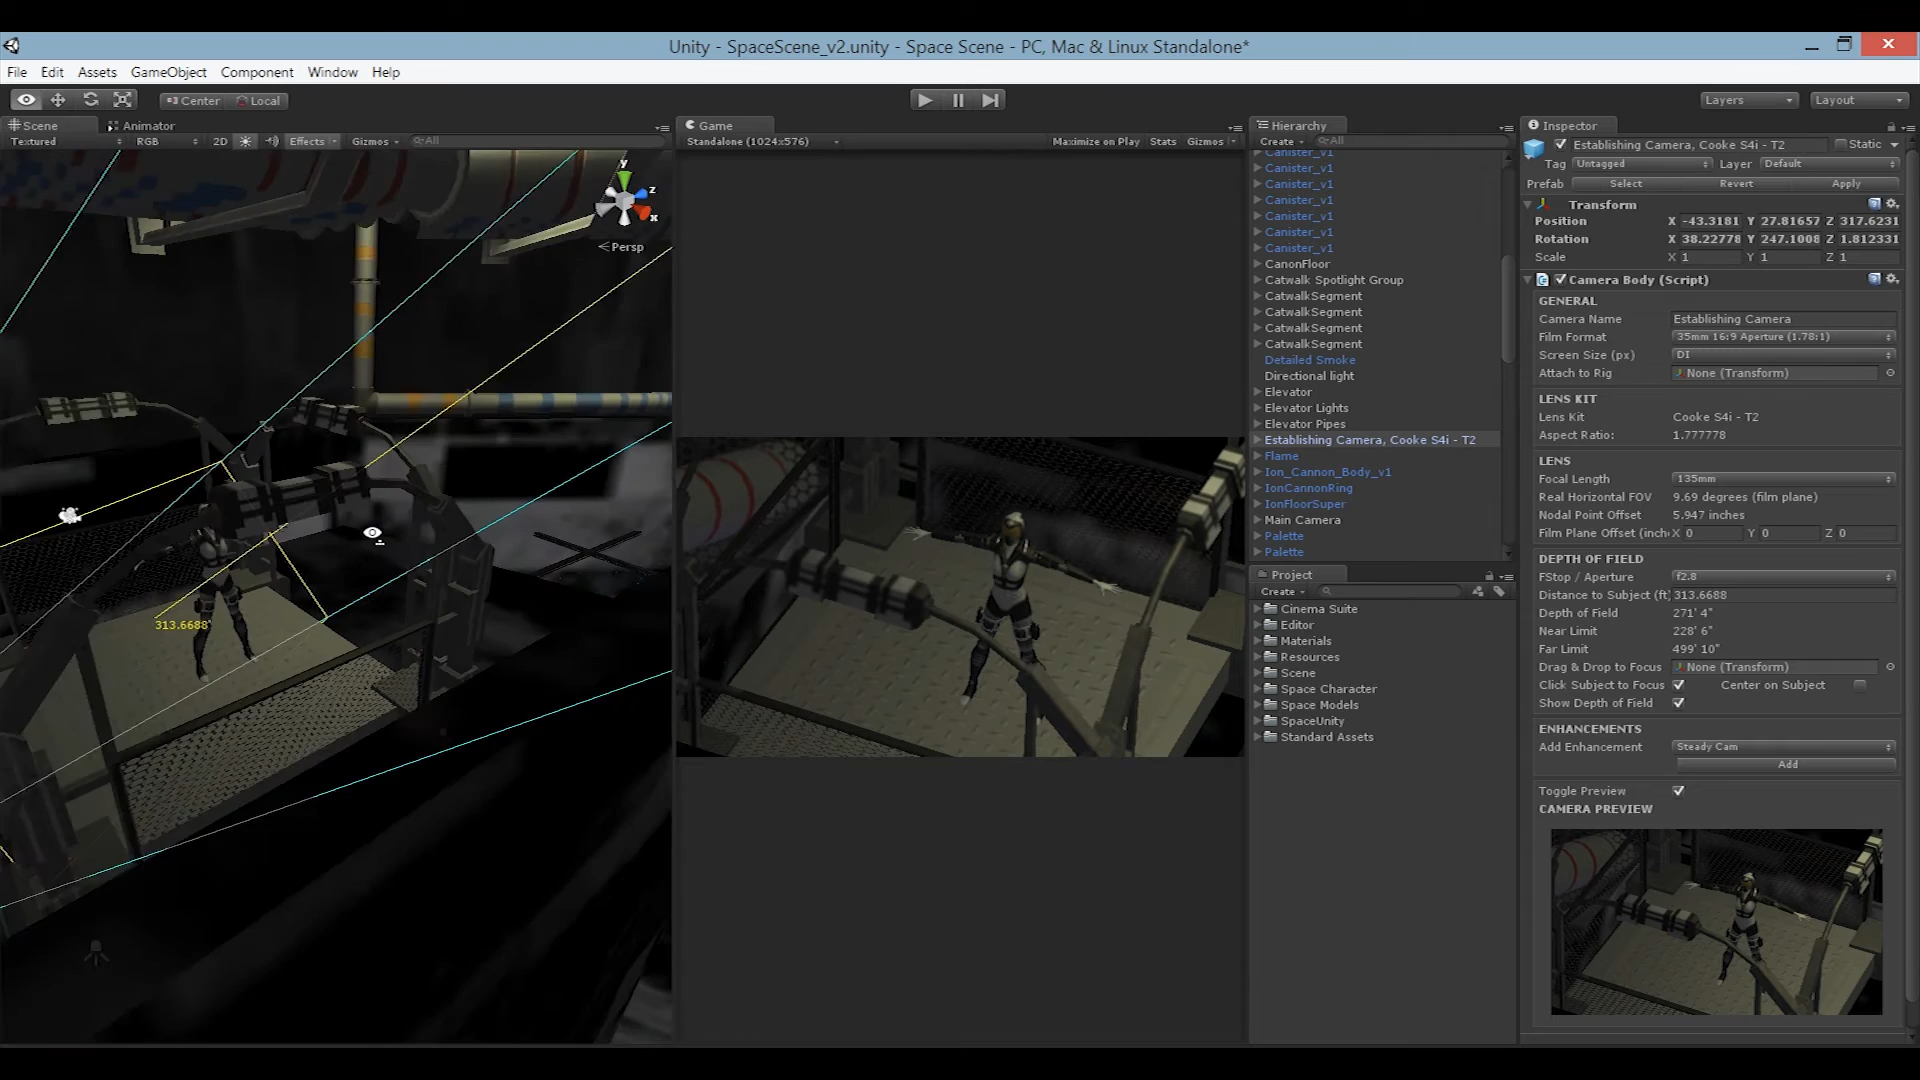 Unity - SpaceScene_v2.unity - Space Scene - PC, Mac & Linux Standalone*
File Edit Assets GameObject Component Window Help
Center Local
Layers Layout
Scene Animator
Textured RGB 2D Effects Gizmos All
y
z
x
Persp
313.6688'
Game
Standalone (1024x576) Maximize on Play Stats Gizmos
Hierarchy
Create All
Canister_v1
Canister_v1
Canister_v1
Canister_v1
Canister_v1
Canister_v1
Canister_v1
CanonFloor
Catwalk Spotlight Group
CatwalkSegment
CatwalkSegment
CatwalkSegment
CatwalkSegment
Detailed Smoke
Directional light
Elevator
Elevator Lights
Elevator Pipes
Establishing Camera, Cooke S4i - T2
Flame
Ion_Cannon_Body_v1
IonCannonRing
IonFloorSuper
Main Camera
Palette
Palette
Project
Create
Cinema Suite
Editor
Materials
Resources
Scene
Space Character
Space Models
SpaceUnity
Standard Assets
Inspector
Establishing Camera, Cooke S4i - T2 Static
Tag Untagged Layer Default
Prefab Select Revert Apply
Transform
Position X -43.3181 Y 27.81657 Z 317.6231
Rotation X 38.22778 Y 247.1008 Z 1.812331
Scale X 1 Y 1 Z 1
Camera Body (Script)
GENERAL
Camera Name Establishing Camera
Film Format 35mm 16:9 Aperture (1.78:1)
Screen Size (px) DI
Attach to Rig None (Transform)
LENS KIT
Lens Kit Cooke S4i - T2
Aspect Ratio: 1.777778
LENS
Focal Length 135mm
Real Horizontal FOV 9.69 degrees (film plane)
Nodal Point Offset 5.947 inches
Film Plane Offset (inch X 0 Y 0 Z 0
DEPTH OF FIELD
FStop / Aperture f2.8
Distance to Subject (ft) 313.6688
Depth of Field 271' 4"
Near Limit 228' 6"
Far Limit 499' 10"
Drag & Drop to Focus None (Transform)
Click Subject to Focus Center on Subject
Show Depth of Field
ENHANCEMENTS
Add Enhancement Steady Cam
Add
Toggle Preview
CAMERA PREVIEW